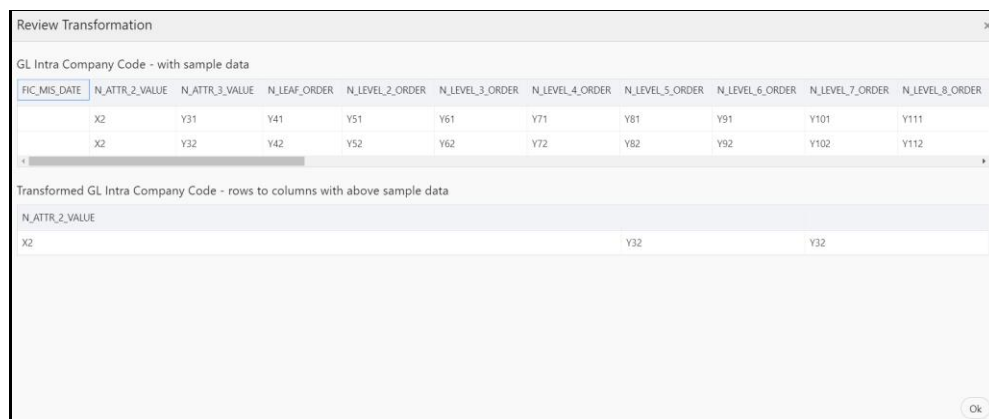 Review Transformation ×
GL Intra Company Code - with sample data
FIC_MIS_DATE N_ATTR_2_VALUE N_ATTR_3_VALUE N_LEAF_ORDER N_LEVEL_2_ORDER N_LEVEL_3_ORDER N_LEVEL_4_ORDER N_LEVEL_5_ORDER N_LEVEL_6_ORDER N_LEVEL_7_ORDER N_LEVEL_8_ORDER
X2 Y31 Y41 Y51 Y61 Y71 Y81 Y91 Y101 Y111
X2 Y32 Y42 Y52 Y62 Y72 Y82 Y92 Y102 Y112
Transformed GL Intra Company Code - rows to columns with above sample data
N_ATTR_2_VALUE
X2 Y32 Y32
Ok